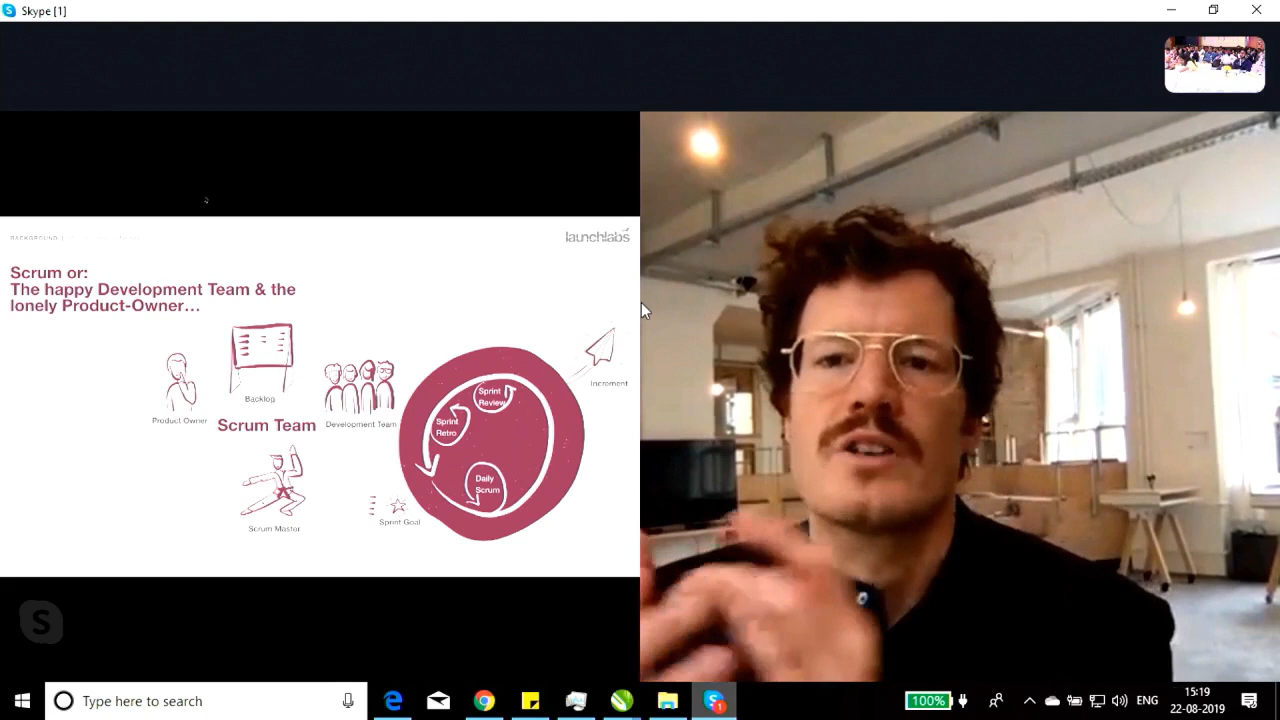 Skype [1]
BACKGROUND |
launchlabs
Scrum or:
The happy Development Team & the
lonely Product-Owner...
Increment
Sprint
Review
Backlog
Product Owner
Scrum Team
Development Team
Sprint
Retro
Daily
Scrum
Scrum Master
Sprint Goal
S
Type here to search
1
100%
ENG
15:19
22-08-2019